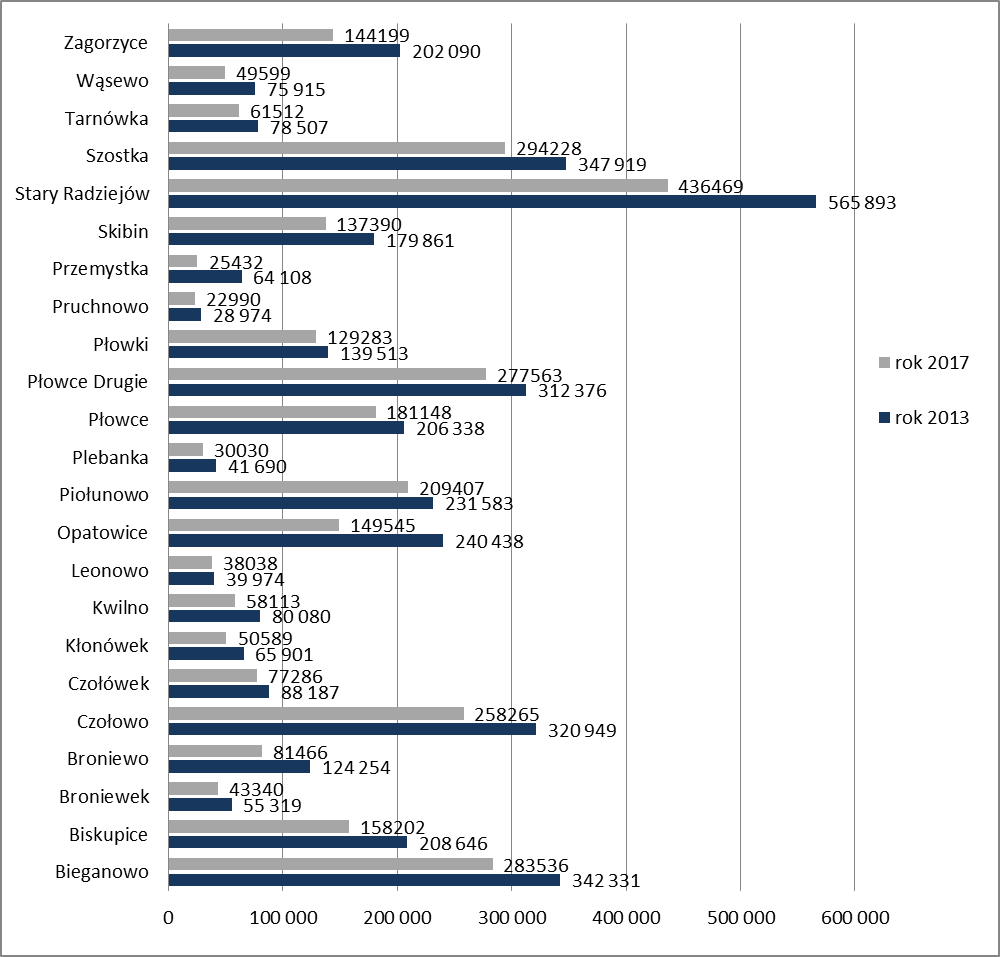 Zagorzyce 144199
202 090
Wąsewo 49599
75 915
Tarnówka 61512
78 507
Szostka 294228
347 919
Stary Radziejów 436469
565 893
Skibin 137390
179 861
Przemystka 25432
64 108
Pruchnowo 22990
28 974
Płowki 129283
139 513
Płowce Drugie 277563
312 376
Płowce 181148
206 338
Plebanka 30030
41 690
Piołunowo 209407
231 583
Opatowice 149545
240 438
Leonowo 38038
39 974
Kwilno 58113
80 080
Kłonówek 50589
65 901
Czołówek 77286
88 187
Czołowo 258265
320 949
Broniewo 81466
124 254
Broniewek 43340
55 319
Biskupice 158202
208 646
Bieganowo 283536
342 331
0 100 000 200 000 300 000 400 000 500 000 600 000
rok 2017
rok 2013